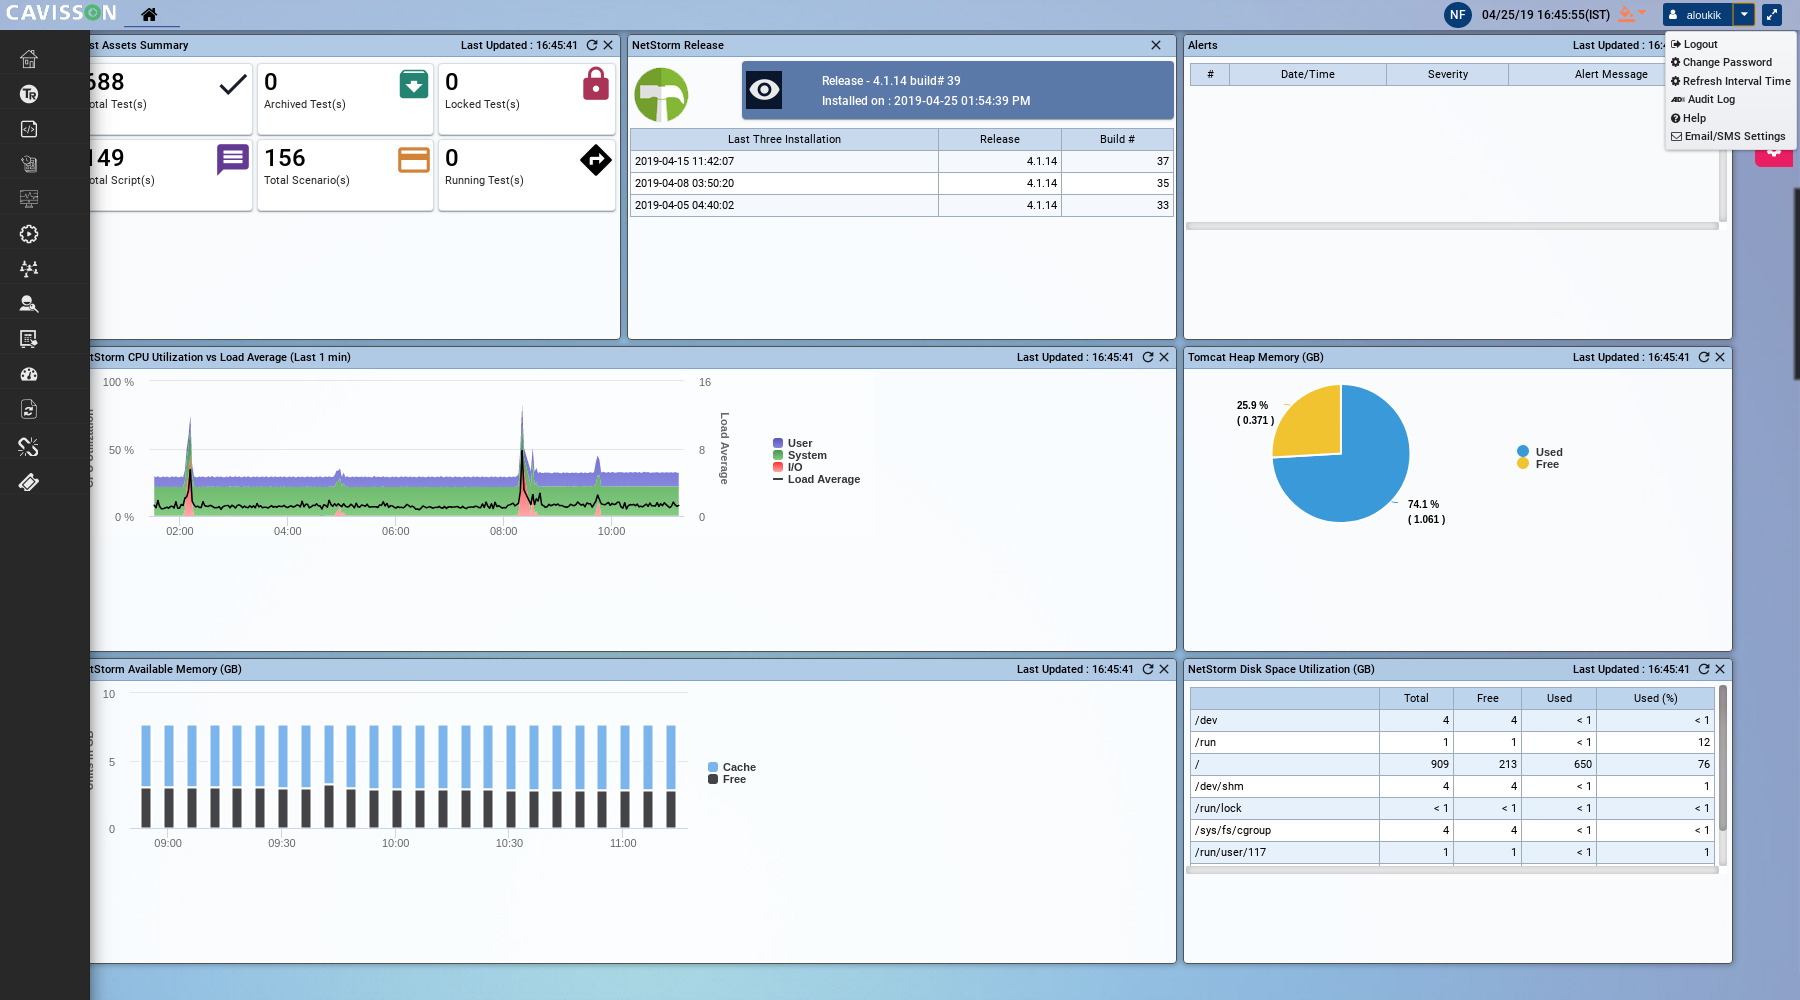 CAVISSON
NF 04/25/19 16:45:55(IST) aloukik
Logout
Change Password
Refresh Interval Time
Audit Log
Help
Email/SMS Settings
st Assets Summary Last Updated : 16:45:41
688
otal Test(s)
0
Archived Test(s)
0
Locked Test(s)
149
otal Script(s)
156
Total Scenario(s)
0
Running Test(s)
NetStorm Release
Release - 4.1.14 build# 39
Installed on : 2019-04-25 01:54:39 PM
Last Three Installation Release Build #
2019-04-15 11:42:07 4.1.14 37
2019-04-08 03:50:20 4.1.14 35
2019-04-05 04:40:02 4.1.14 33
Alerts Last Updated : 16:4
# Date/Time Severity Alert Message
tStorm CPU Utilization vs Load Average (Last 1 min) Last Updated : 16:45:41
100 %
50 %
0 %
16
8
0
Load Average
02:00 04:00 06:00 08:00 10:00
User
System
I/O
Load Average
Tomcat Heap Memory (GB) Last Updated : 16:45:41
25.9 %
( 0.371 )
74.1 %
( 1.061 )
Used
Free
tStorm Available Memory (GB) Last Updated : 16:45:41
10
5
0
09:00 09:30 10:00 10:30 11:00
Cache
Free
NetStorm Disk Space Utilization (GB) Last Updated : 16:45:41
Total Free Used Used (%)
/dev 4 4 < 1 < 1
/run 1 1 < 1 12
/ 909 213 650 76
/dev/shm 4 4 < 1 1
/run/lock < 1 < 1 < 1 < 1
/sys/fs/cgroup 4 4 < 1 < 1
/run/user/117 1 1 < 1 1